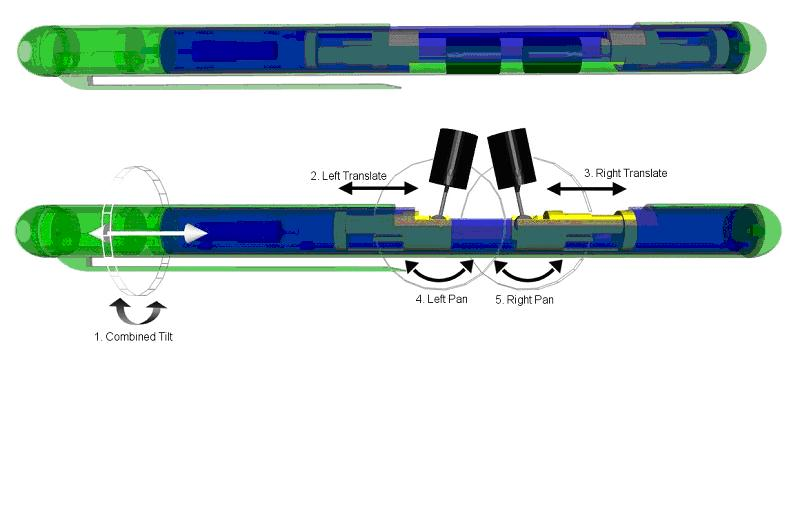 2. Left Translate
3. Right Translate
4. Left Pan
5. Right Pan
1. Combined Tilt